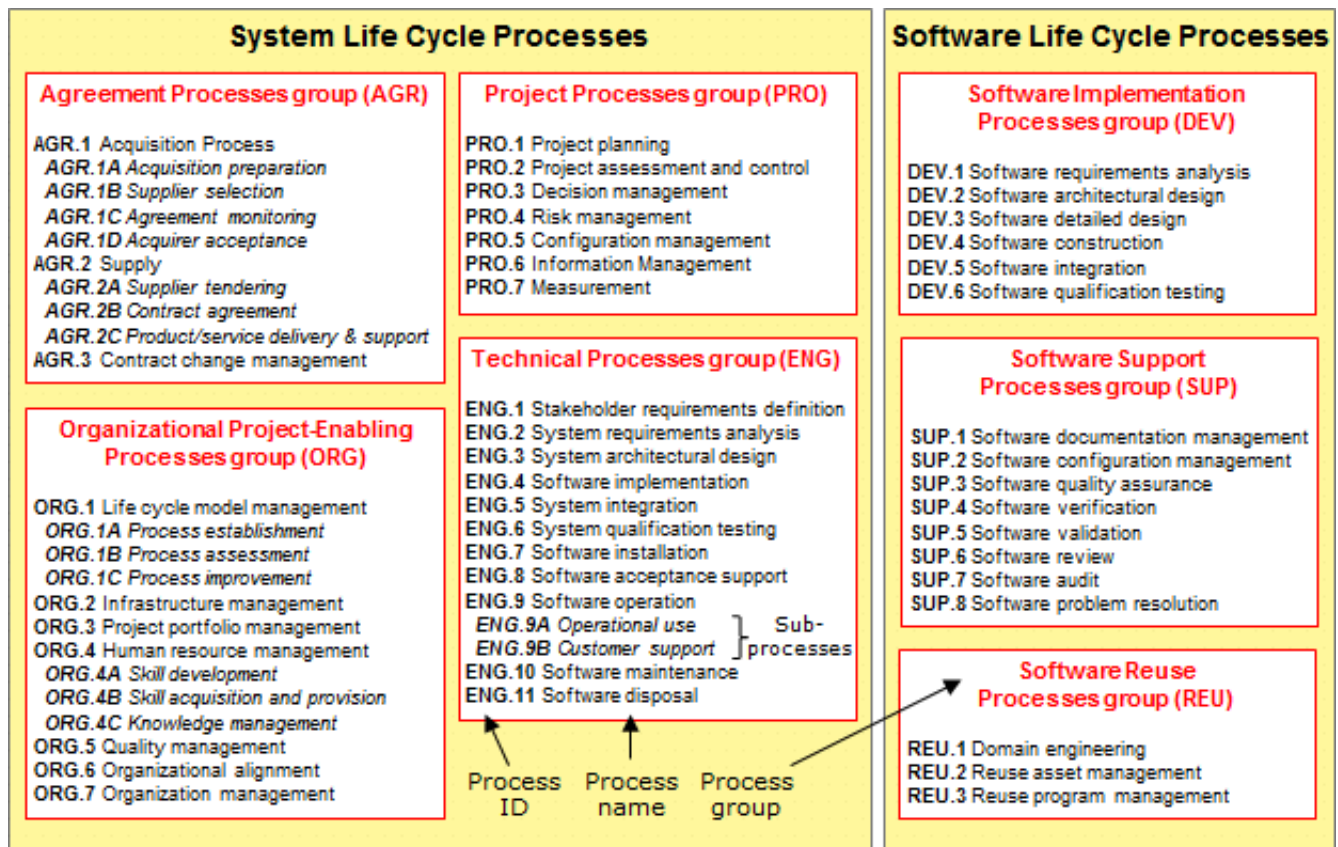 System Life Cycle Processes
Agreement Processes group (AGR)
AGR.1 Acquisition Process
AGR.1A Acquisition preparation
AGR.1B Supplier selection
AGR.1C Agreement monitoring
AGR.1D Acquirer acceptance
AGR.2 Supply
AGR.2A Supplier tendering
AGR.2B Contract agreement
AGR.2C Product/service delivery & support
AGR.3 Contract change management
Organizational Project-Enabling
Processes group (ORG)
ORG.1 Life cycle model management
ORG.1A Process establishment
ORG.1B Process assessment
ORG.1C Process improvement
ORG.2 Infrastructure management
ORG.3 Project portfolio management
ORG.4 Human resource management
ORG.4A Skill development
ORG.4B Skill acquisition and provision
ORG.4C Knowledge management
ORG.5 Quality management
ORG.6 Organizational alignment
ORG.7 Organization management
Project Processes group (PRO)
PRO.1 Project planning
PRO.2 Project assessment and control
PRO.3 Decision management
PRO.4 Risk management
PRO.5 Configuration management
PRO.6 Information Management
PRO.7 Measurement
Technical Processes group (ENG)
ENG.1 Stakeholder requirements definition
ENG.2 System requirements analysis
ENG.3 System architectural design
ENG.4 Software implementation
ENG.5 System integration
ENG.6 System qualification testing
ENG.7 Software installation
ENG.8 Software acceptance support
ENG.9 Software operation
ENG.9A Operational use
ENG.9B Customer support
Sub-
processes
ENG.10 Software maintenance
ENG.11 Software disposal
Process
ID
Process
name
Process
group
Software Life Cycle Processes
Software Implementation
Processes group (DEV)
DEV.1 Software requirements analysis
DEV.2 Software architectural design
DEV.3 Software detailed design
DEV.4 Software construction
DEV.5 Software integration
DEV.6 Software qualification testing
Software Support
Processes group (SUP)
SUP.1 Software documentation management
SUP.2 Software configuration management
SUP.3 Software quality assurance
SUP.4 Software verification
SUP.5 Software validation
SUP.6 Software review
SUP.7 Software audit
SUP.8 Software problem resolution
Software Reuse
Processes group (REU)
REU.1 Domain engineering
REU.2 Reuse asset management
REU.3 Reuse program management